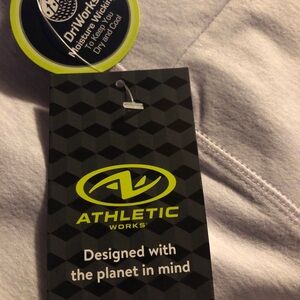 DriWorks
Moisture Wicking
To Keep You
Dry and Cool
ATHLETIC
WORKS
Designed with
the planet in mind